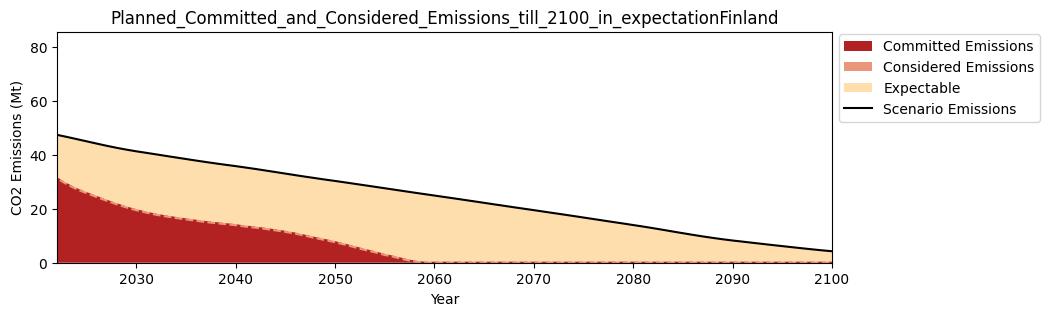 Planned_Committed_and_Considered_Emissions_till_2100_in_expectationFinland
80
60
40
20
0
CO2 Emissions (Mt)
2030 2040 2050 2060 2070 2080 2090 2100
Year
Committed Emissions
Considered Emissions
Expectable
Scenario Emissions